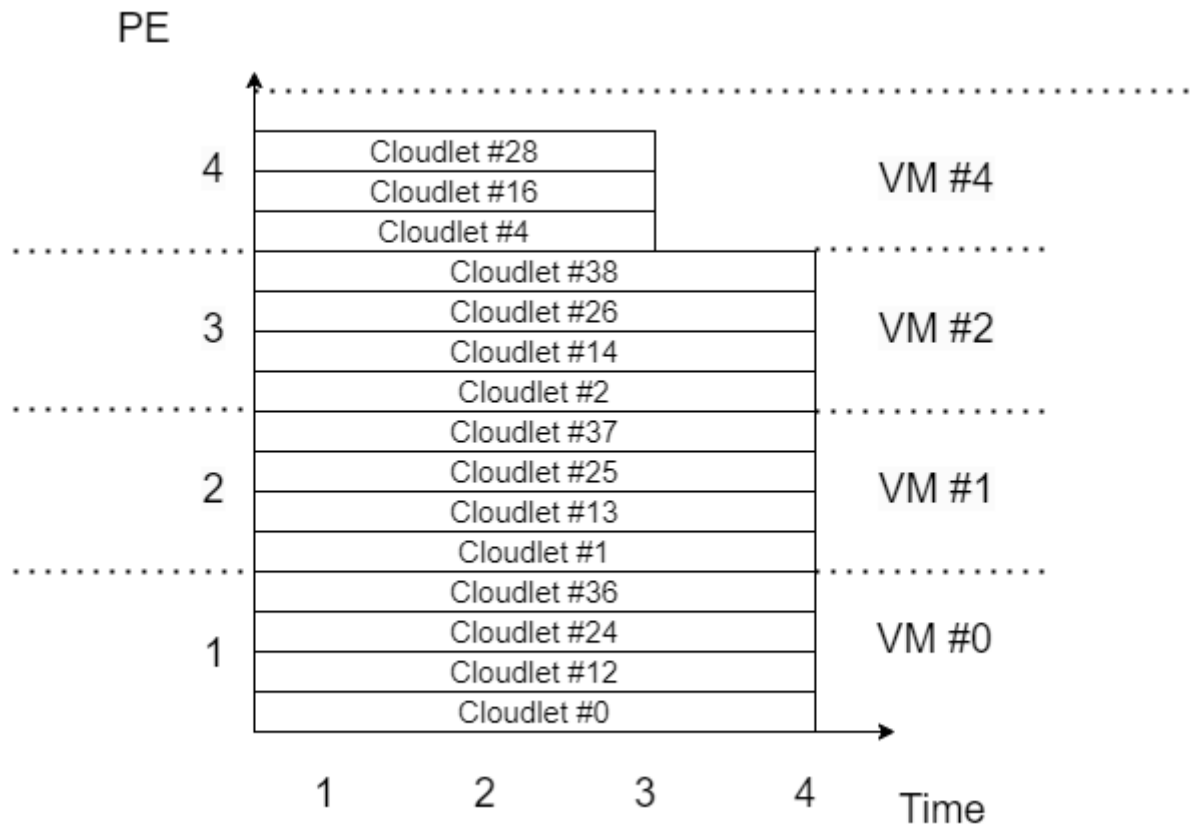 PE
Cloudlet #28
4
Cloudlet #16
VM #4
Cloudlet #4
Cloudlet #38
Cloudlet #26
3
VM #2
Cloudlet #14
Cloudlet #2
Cloudlet #37
Cloudlet #25
2
VM #1
Cloudlet #13
Cloudlet #1
Cloudlet #36
Cloudlet #24
1
VM #0
Cloudlet #12
Cloudlet #0
1 2 3 4
Time